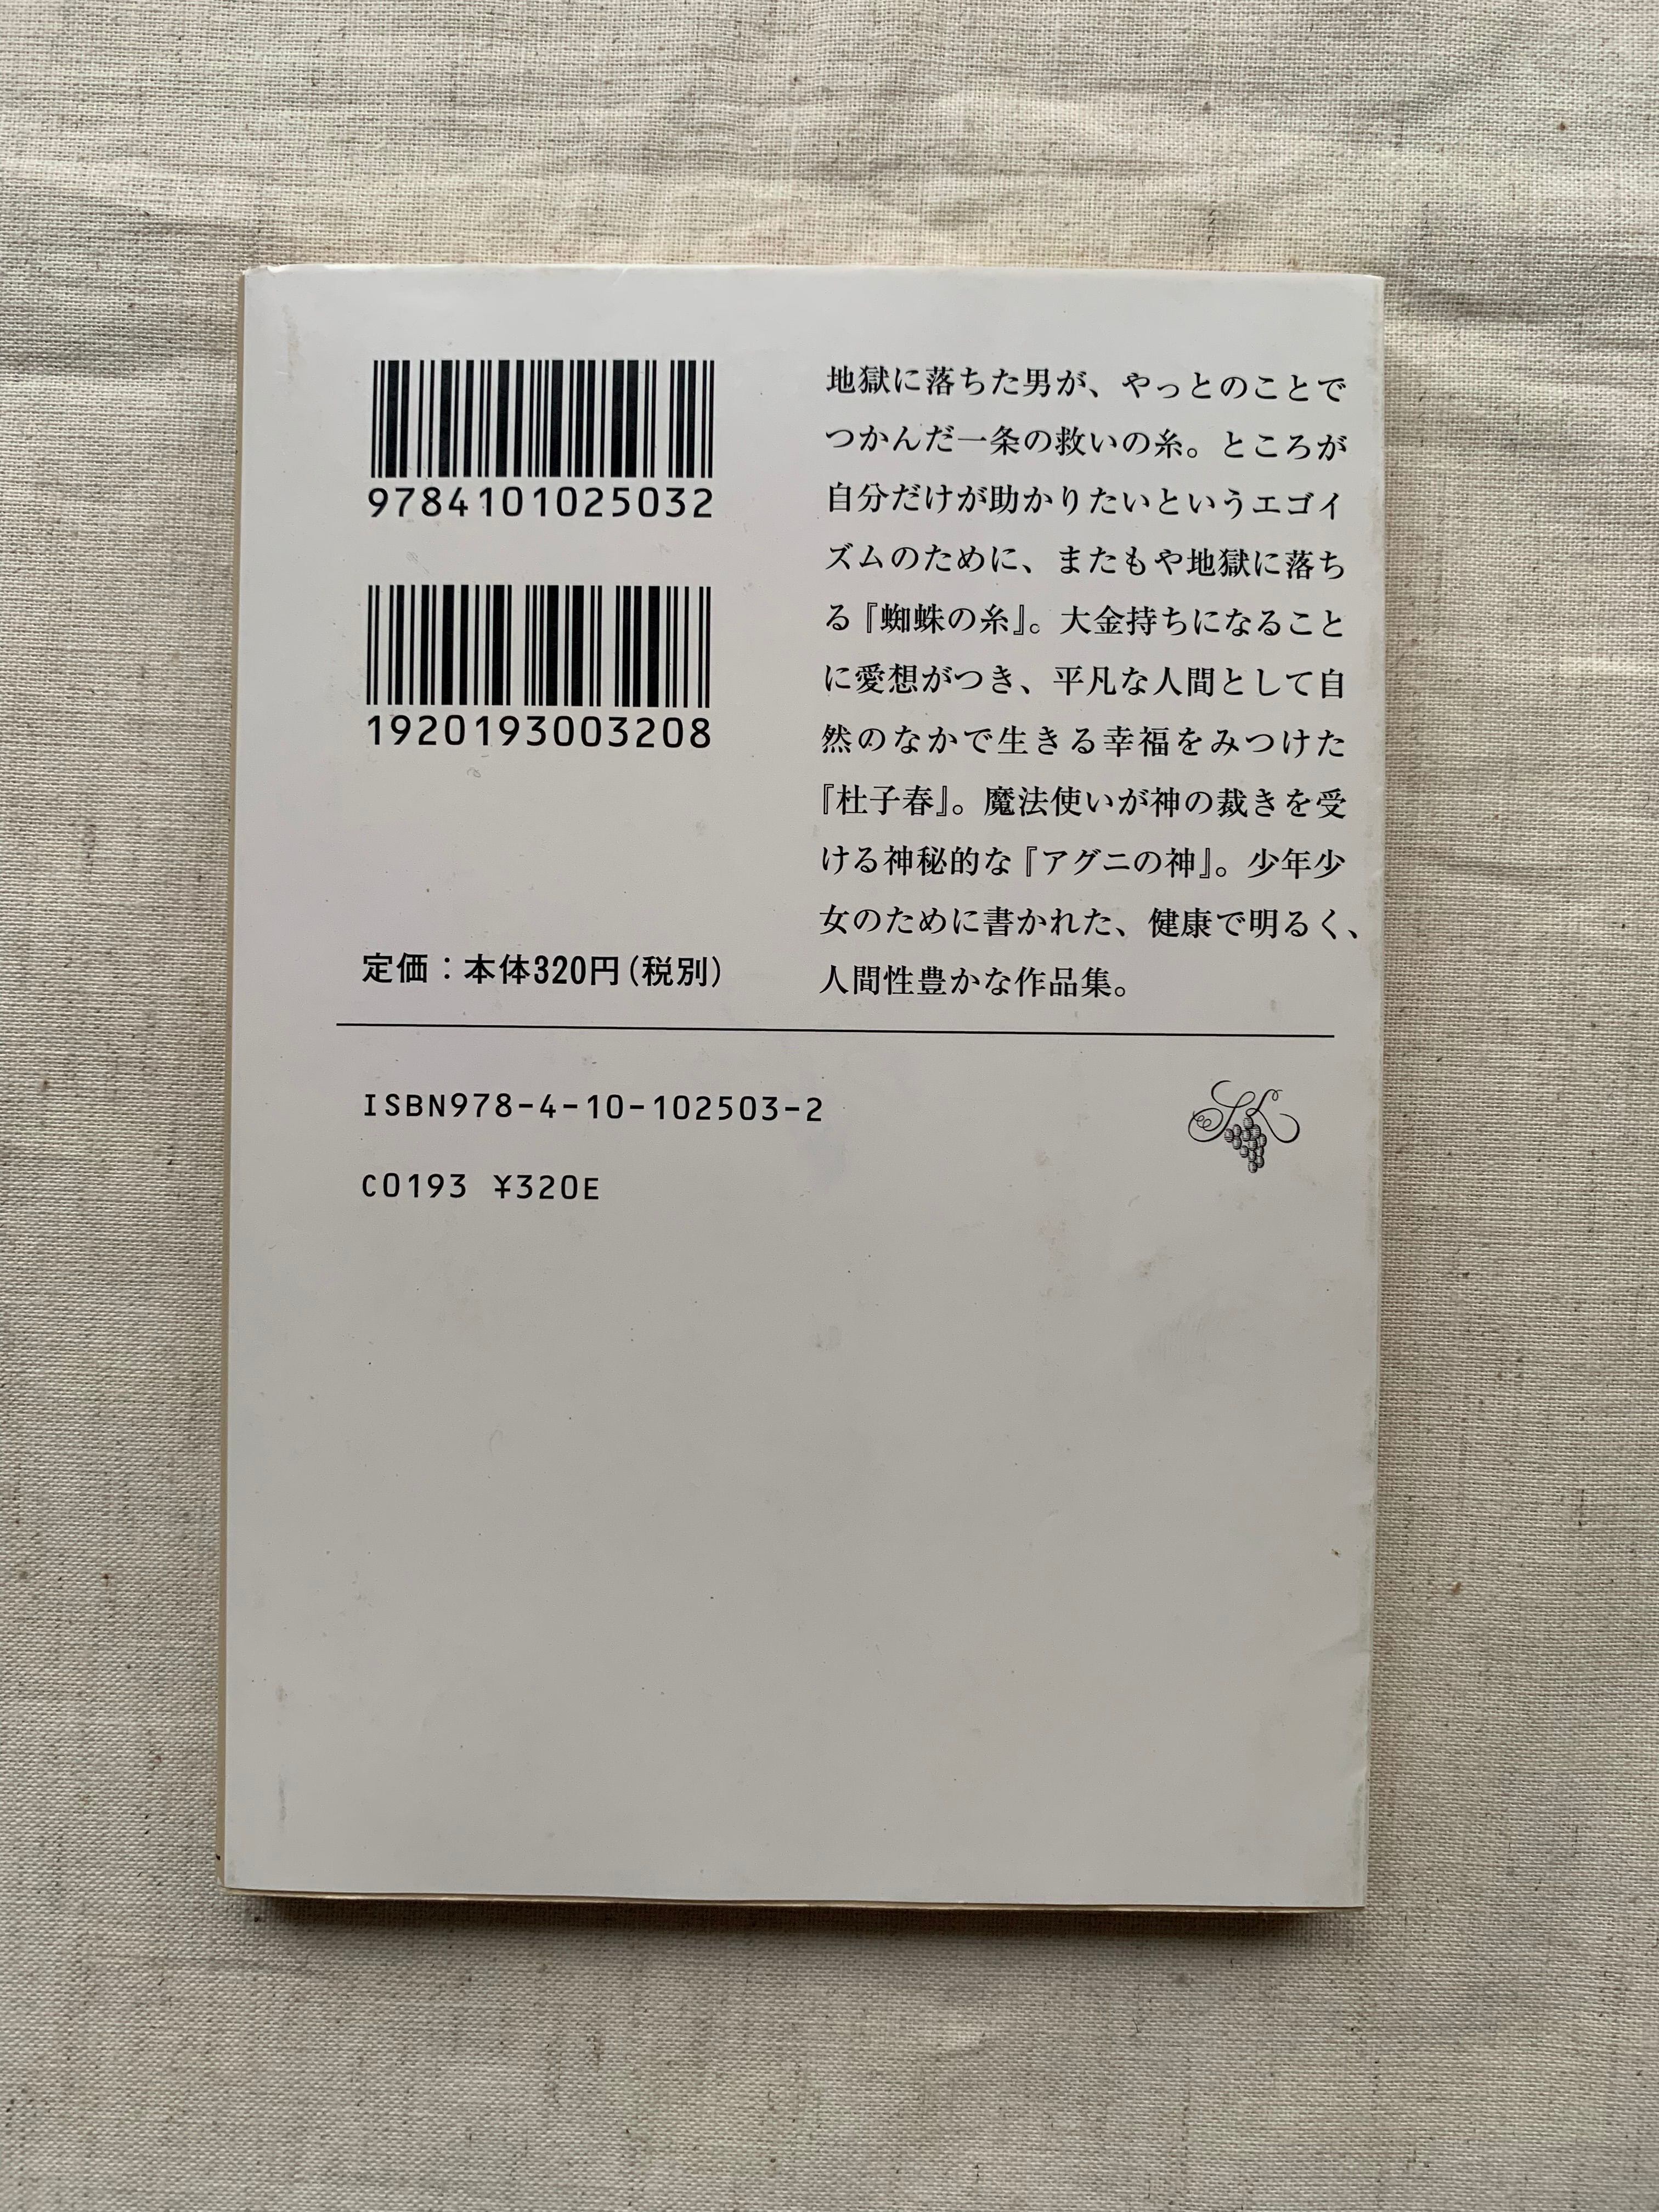 9784101025032
1920193003208
定価：本体320円(税別)
地獄に落ちた男が、やっとのことで
つかんだ一条の救いの糸。ところが
自分だけが助かりたいというエゴイ
ズムのために、またもや地獄に落ち
る『蜘蛛の糸』。大金持ちになること
に愛想がつき、平凡な人間として自
然のなかで生きる幸福をみつけた
『杜子春』。魔法使いが神の裁きを受
ける神秘的な『アグニの神』。少年少
女のために書かれた、健康で明るく、
人間性豊かな作品集。
ISBN978-4-10-102503-2
C0193 ¥320E